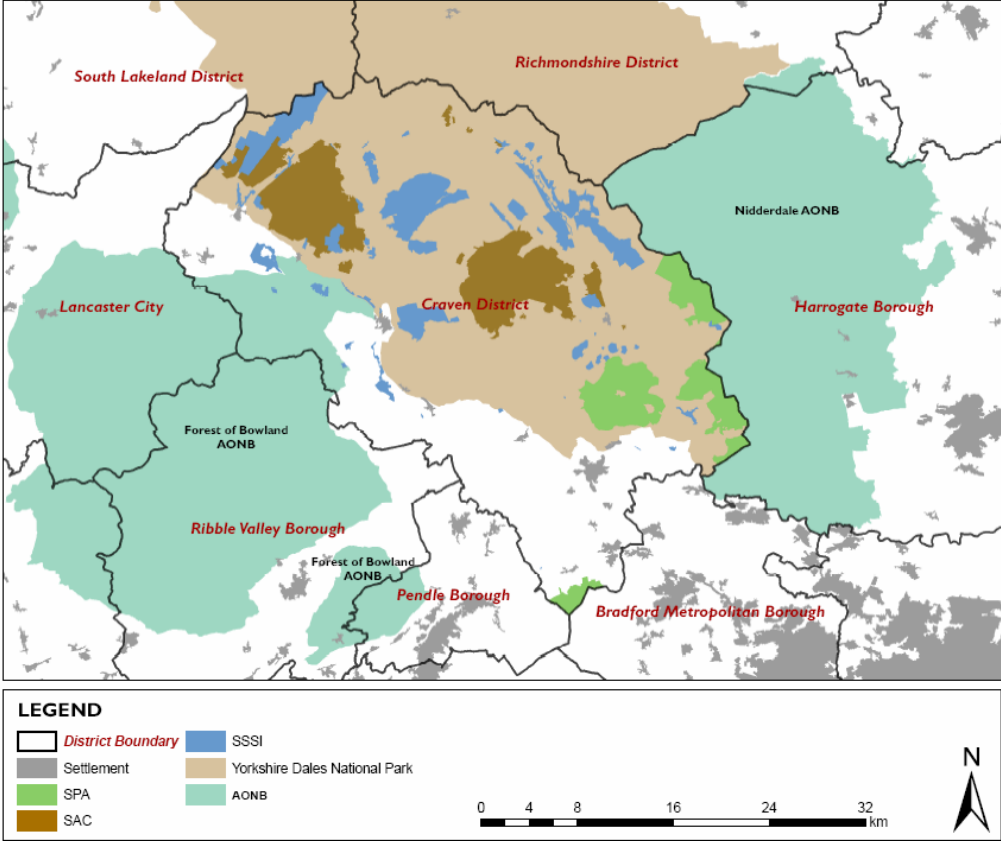 South Lakeland District
Richmondshire District
Nidderdale AONB
Lancaster City
Craven District
Harrogate Borough
Forest of Bowland
AONB
Ribble Valley Borough
Forest of Bowland
AONB
Pendle Borough
Bradford Metropolitan Borough
LEGEND
District Boundary
Settlement
SPA
SAC
SSSI
Yorkshire Dales National Park
AONB
0 4 8 16 24 32
km
N